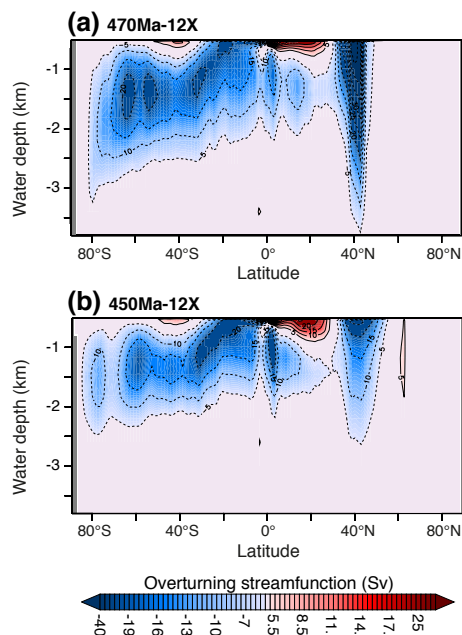 (a) 470Ma-12X
-1
-2
-3
Water depth (km)
80°S
40°S
0°
40°N
80°N
Latitude
(b) 450Ma-12X
-1
-2
-3
Water depth (km)
80°S
40°S
0°
40°N
80°N
Latitude
Overturning streamfunction (Sv)
-40
-19
-16
-13
-10
-7
5.5
8.5
11.
14.
17.
25